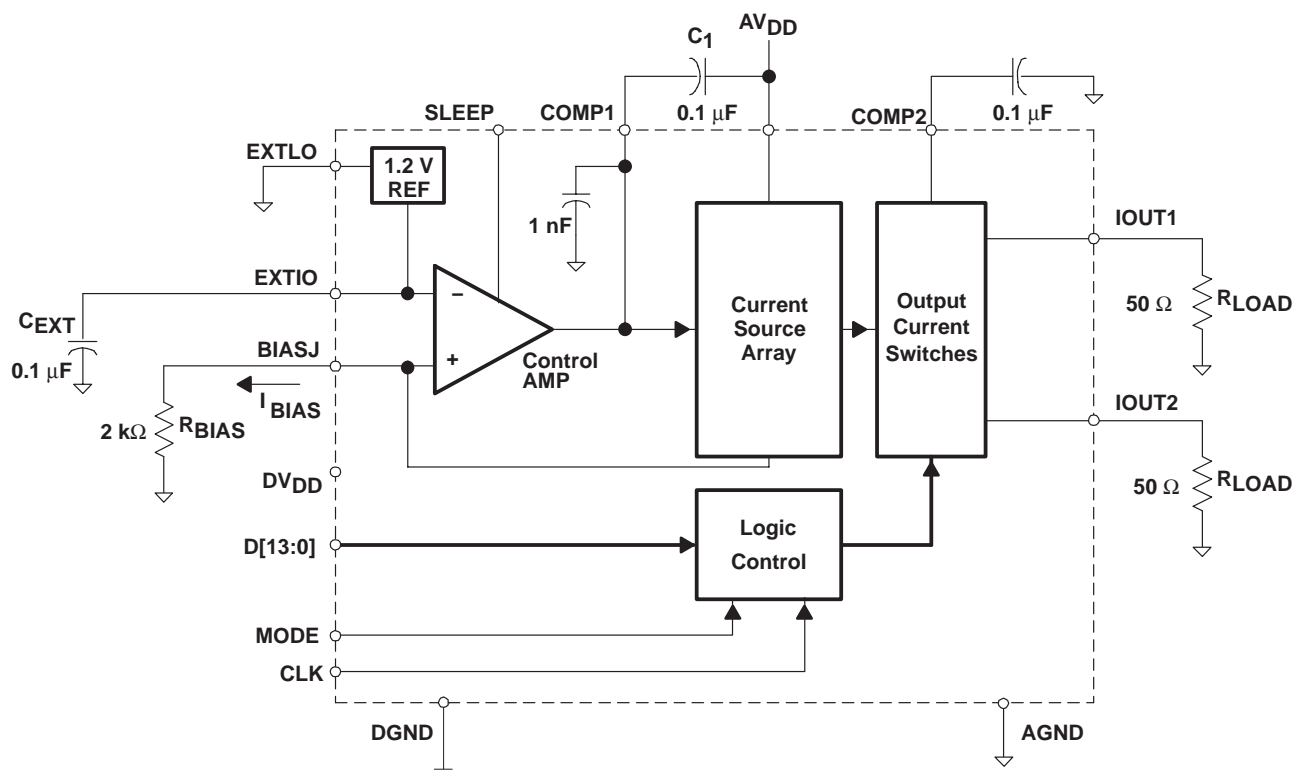 AVDD
C1
0.1 μF
0.1 μF
SLEEP
COMP1
COMP2
EXTLO
1.2 V
REF
1 nF
IOUT1
EXTIO
–
Current
Source
Array
Output
Current
Switches
50 Ω
RLOAD
CEXT
0.1 μF
BIASJ
+
Control
AMP
IBIAS
2 kΩ
RBIAS
IOUT2
DVDD
50 Ω
RLOAD
D[13:0]
Logic
Control
MODE
CLK
DGND
AGND